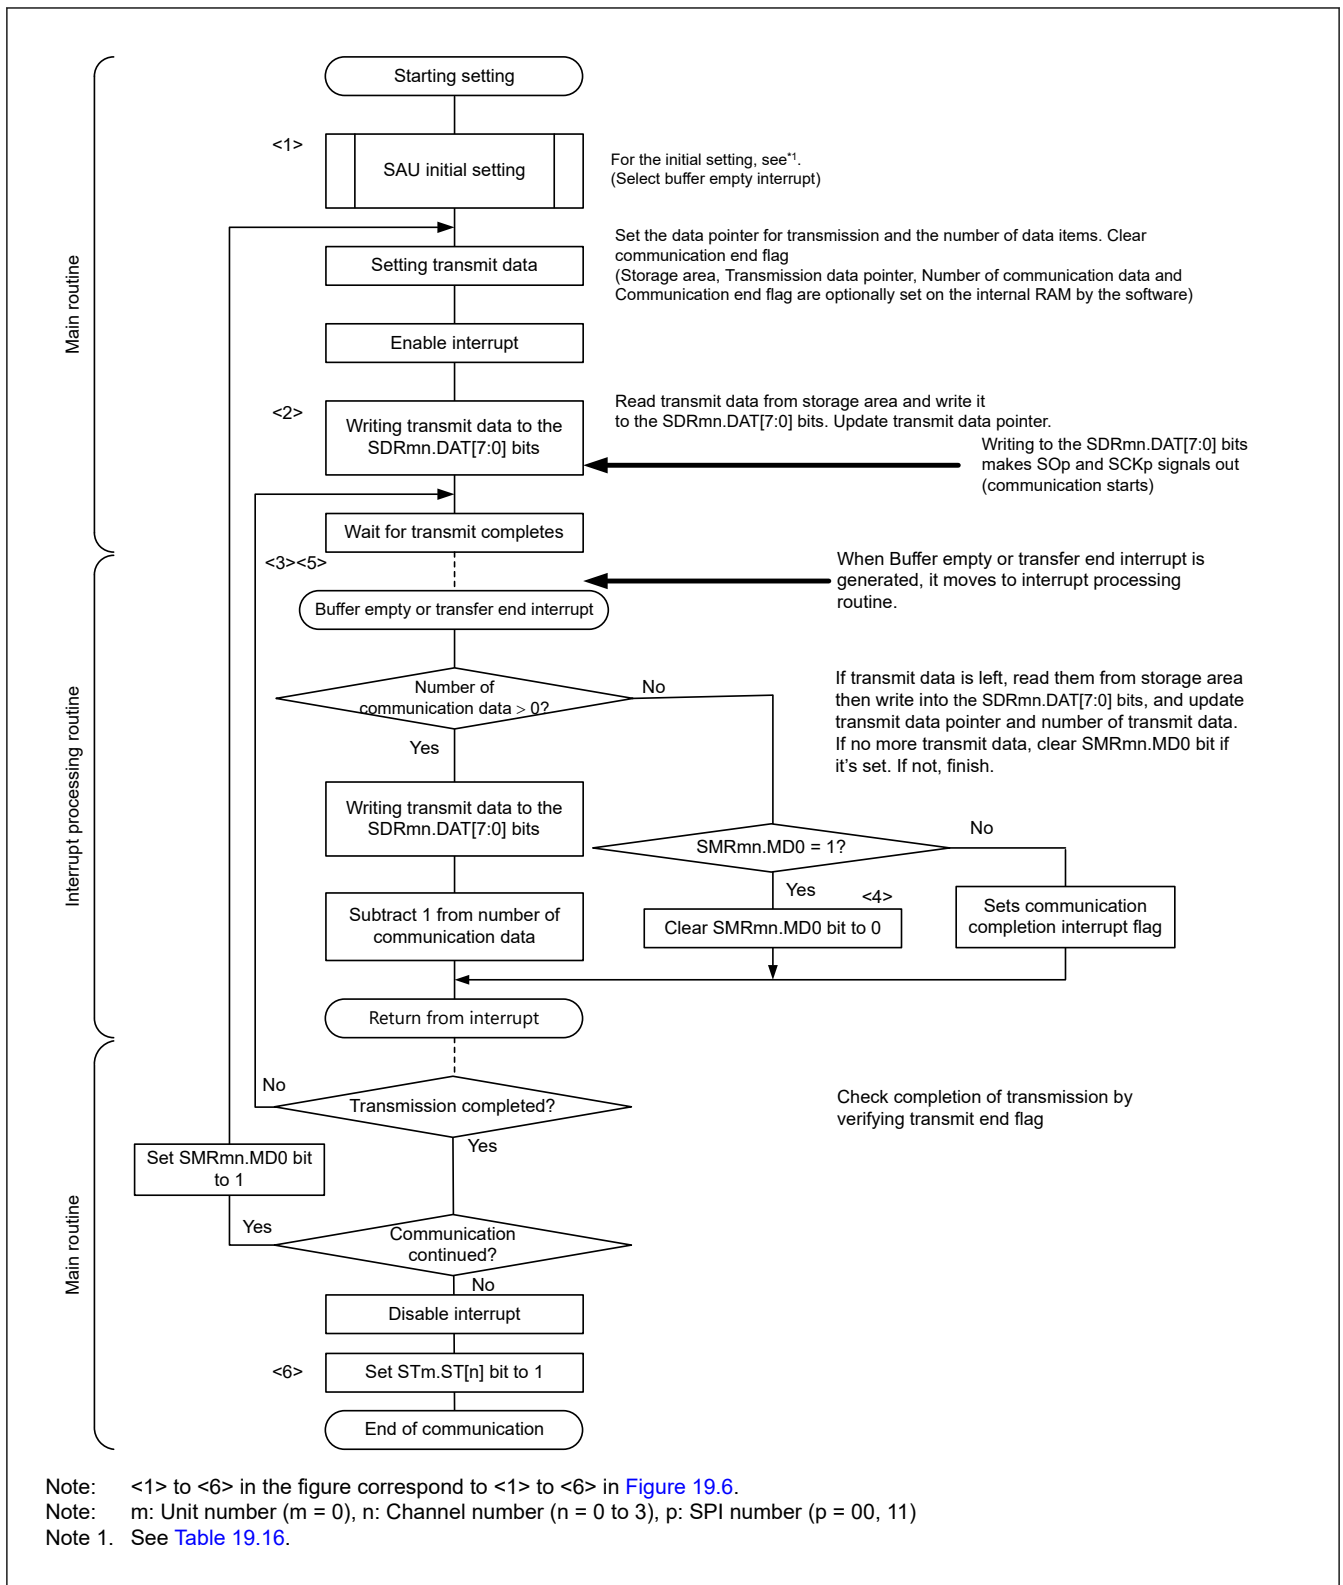 Starting setting
<1>
SAU initial setting
For the initial setting, see*1.
(Select buffer empty interrupt)
Set the data pointer for transmission and the number of data items. Clear
communication end flag
(Storage area, Transmission data pointer, Number of communication data and
Communication end flag are optionally set on the internal RAM by the software)
Setting transmit data
Main routine
Enable interrupt
<2>
Writing transmit data to the
SDRmn.DAT[7:0] bits
Read transmit data from storage area and write it
to the SDRmn.DAT[7:0] bits. Update transmit data pointer.
Writing to the SDRmn.DAT[7:0] bits
makes SOp and SCKp signals out
(communication starts)
Wait for transmit completes
<3><5>
When Buffer empty or transfer end interrupt is
generated, it moves to interrupt processing
routine.
Buffer empty or transfer end interrupt
Number of
communication data > 0?
No
Yes
If transmit data is left, read them from storage area
then write into the SDRmn.DAT[7:0] bits, and update
transmit data pointer and number of transmit data.
If no more transmit data, clear SMRmn.MD0 bit if
it's set. If not, finish.
Interrupt processing routine
Writing transmit data to the
SDRmn.DAT[7:0] bits
SMRmn.MD0 = 1?
No
Yes
<4>
Subtract 1 from number of
communication data
Clear SMRmn.MD0 bit to 0
Sets communication
completion interrupt flag
Return from interrupt
No
Transmission completed?
Yes
Check completion of transmission by
verifying transmit end flag
Set SMRmn.MD0 bit
to 1
Main routine
Yes
Communication
continued?
No
Disable interrupt
<6>
Set STm.ST[n] bit to 1
End of communication
Note: <1> to <6> in the figure correspond to <1> to <6> in Figure 19.6.
Note: m: Unit number (m = 0), n: Channel number (n = 0 to 3), p: SPI number (p = 00, 11)
Note 1. See Table 19.16.